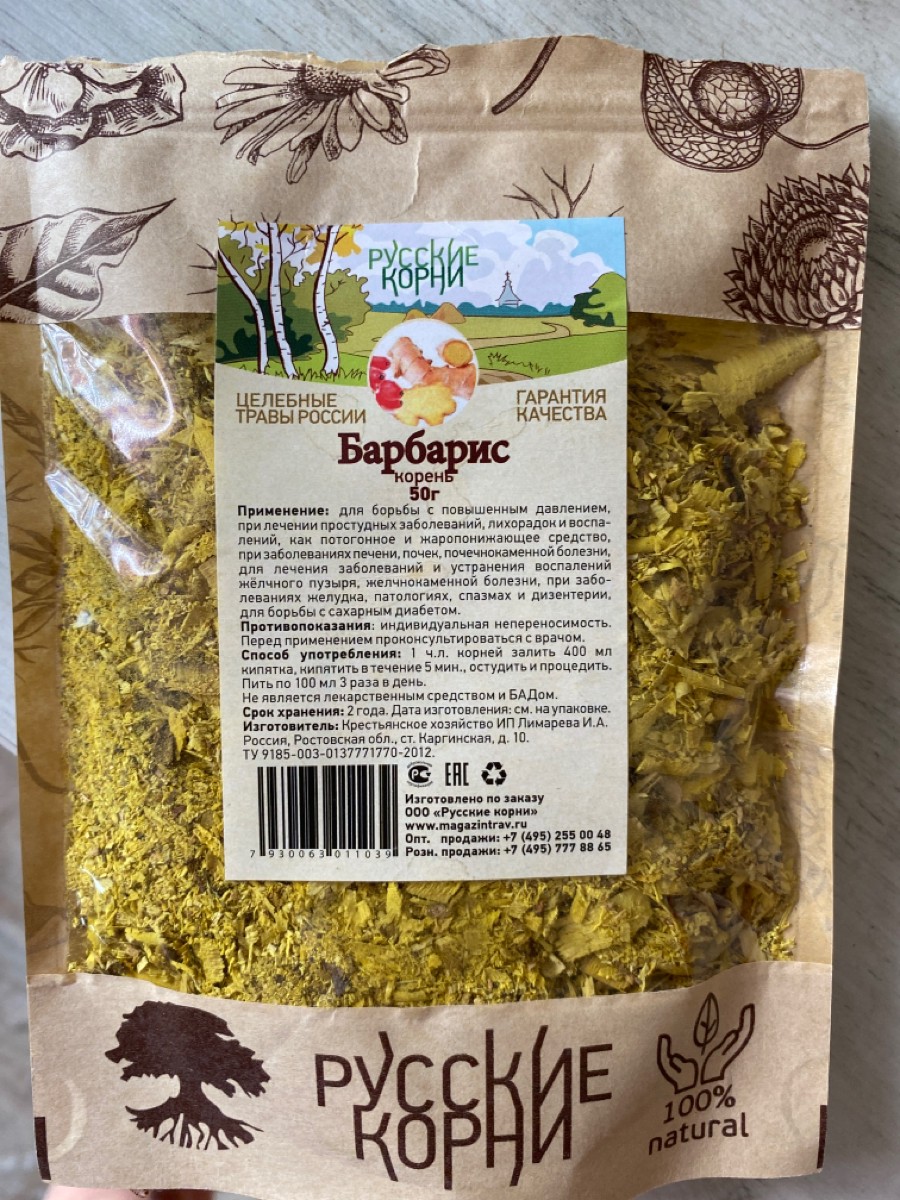 РУССКИЕ
КОРНИ
ЦЕЛЕБНЫЕ
ТРАВЫ РОССИИ
ГАРАНТИЯ
КАЧЕСТВА
Барбарис
корень
50г
Применение: для борьбы с повышенным давлением,
при лечении простудных заболеваний, лихорадок и воспа-
лений, как потогонное и жаропонижающее средство,
при заболеваниях печени, почек, почечнокаменной болезни,
для лечения заболеваний и устранения воспалений
жёлчного пузыря, желчнокаменной болезни, при забо-
леваниях желудка, патологиях, спазмах и дизентерии,
для борьбы с сахарным диабетом.
Противопоказания: индивидуальная непереносимость.
Перед применением проконсультироваться с врачом.
Способ употребления: 1 ч.л. корней залить 400 мл
кипятка, кипятить в течение 5 мин., остудить и процедить.
Пить по 100 мл 3 раза в день.
Не является лекарственным средством и БАДом.
Срок хранения: 2 года. Дата изготовления: см. на упаковке.
Изготовитель: Крестьянское хозяйство ИП Лимарева И.А.
Россия, Ростовская обл., ст. Каргинская, д. 10.
ТУ 9185-003-0137771770-2012.
РС ЕАС
Изготовлено по заказу
ООО «Русские корни»
www.magazintrav.ru
Опт. продажи: +7 (495) 255 00 48
Розн. продажи: +7 (495) 777 88 65
7 930063 011039
РУССКИЕ
КОРНИ
100%
natural